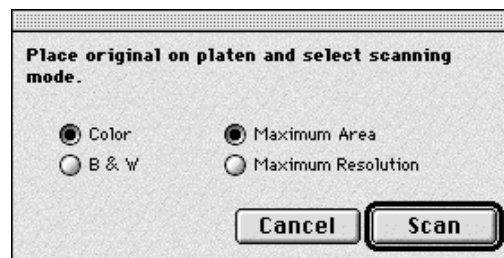 Place original on platen and select scanning
mode.
Color Maximum Area
B & W Maximum Resolution
Cancel Scan